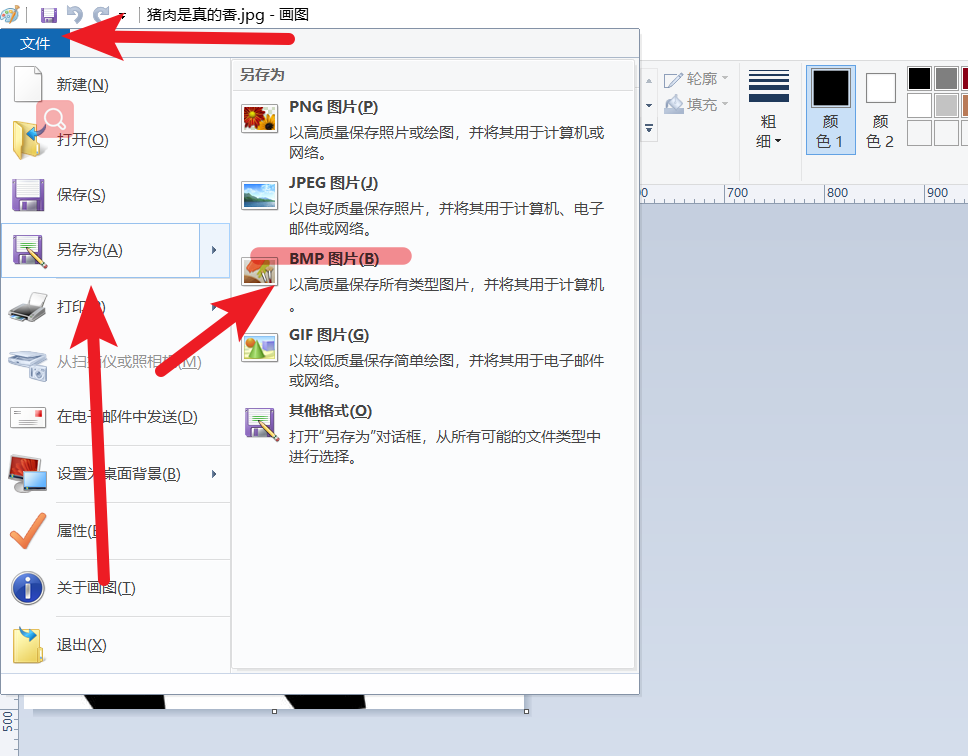 猪肉是真的香.jpg - 画图
文件
新建(N)
打开(O)
保存(S)
另存为(A)
打印
从扫描仪或照相机(M)
在电子邮件中发送(D)
设置为桌面背景(B)
属性(E)
关于画图(T)
退出(X)
另存为
PNG 图片(P)
以高质量保存照片或绘图，并将其用于计算机或
网络。
JPEG 图片(J)
以良好质量保存照片，并将其用于计算机、电子
邮件或网络。
BMP 图片(B)
以高质量保存所有类型图片，并将其用于计算机
。
GIF 图片(G)
以较低质量保存简单绘图，并将其用于电子邮件
或网络。
其他格式(O)
打开“另存为”对话框，从所有可能的文件类型中
进行选择。
轮廓
填充
粗
细
颜
色 1
颜
色 2
700
800
900
500